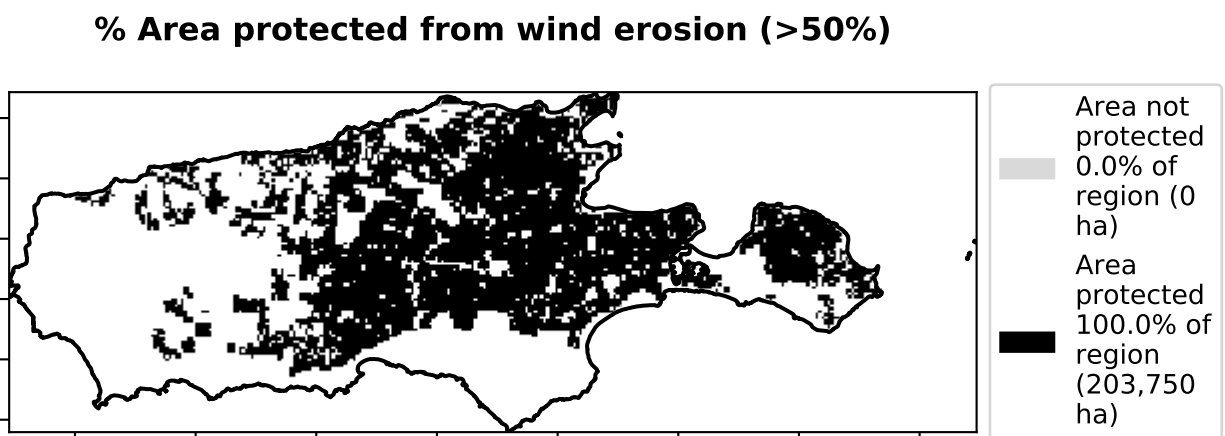 % Area protected from wind erosion (>50%)
Area not
protected
0.0% of
region (0
ha)
Area
protected
100.0% of
region
(203,750
ha)